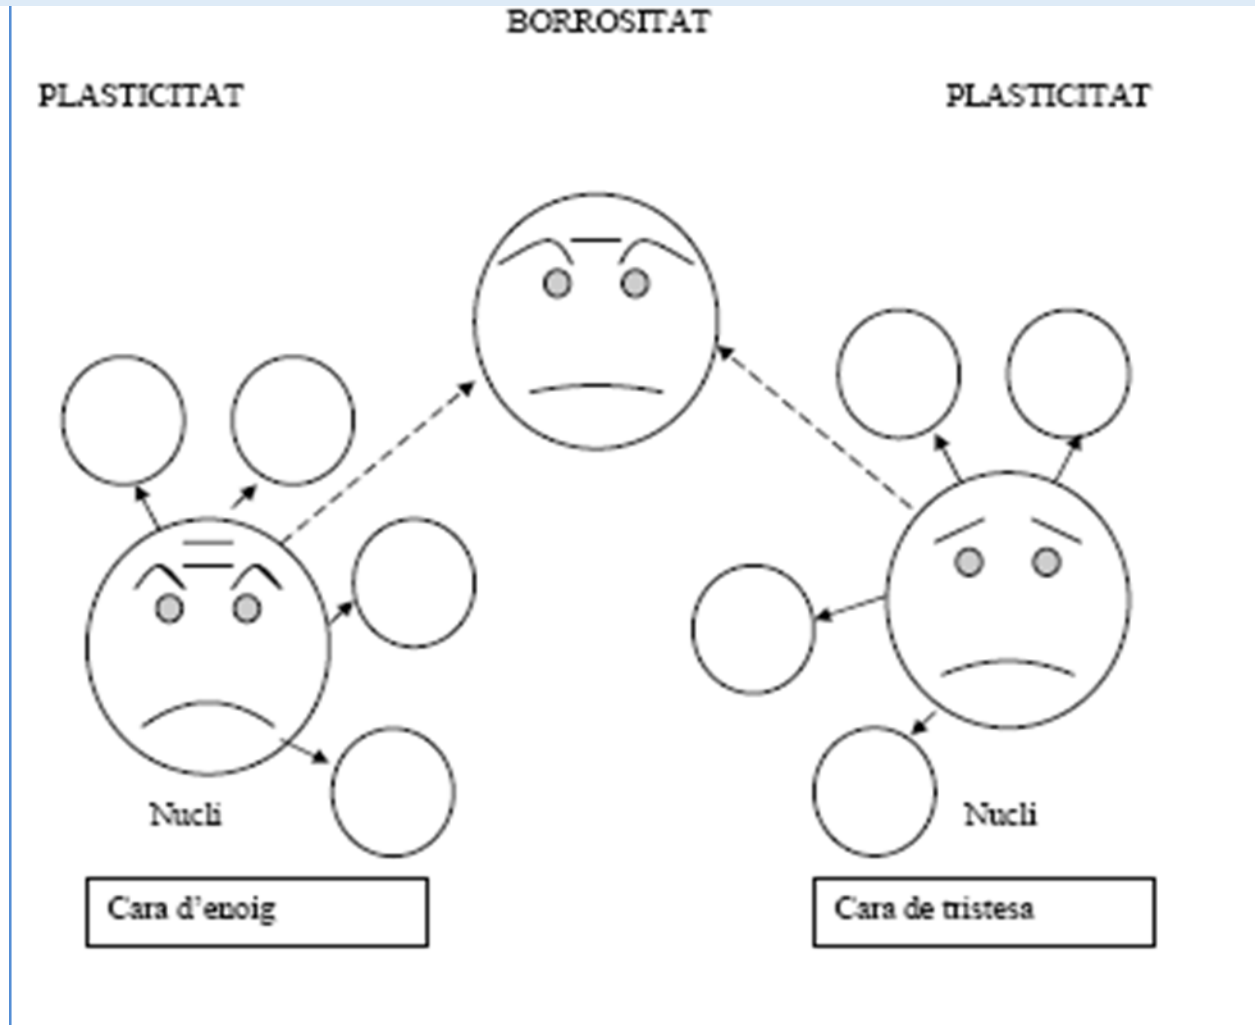 BORROSITAT
PLASTICITAT
PLASTICITAT
Nucli
Nucli
Cara d'enoig
Cara de tristesa